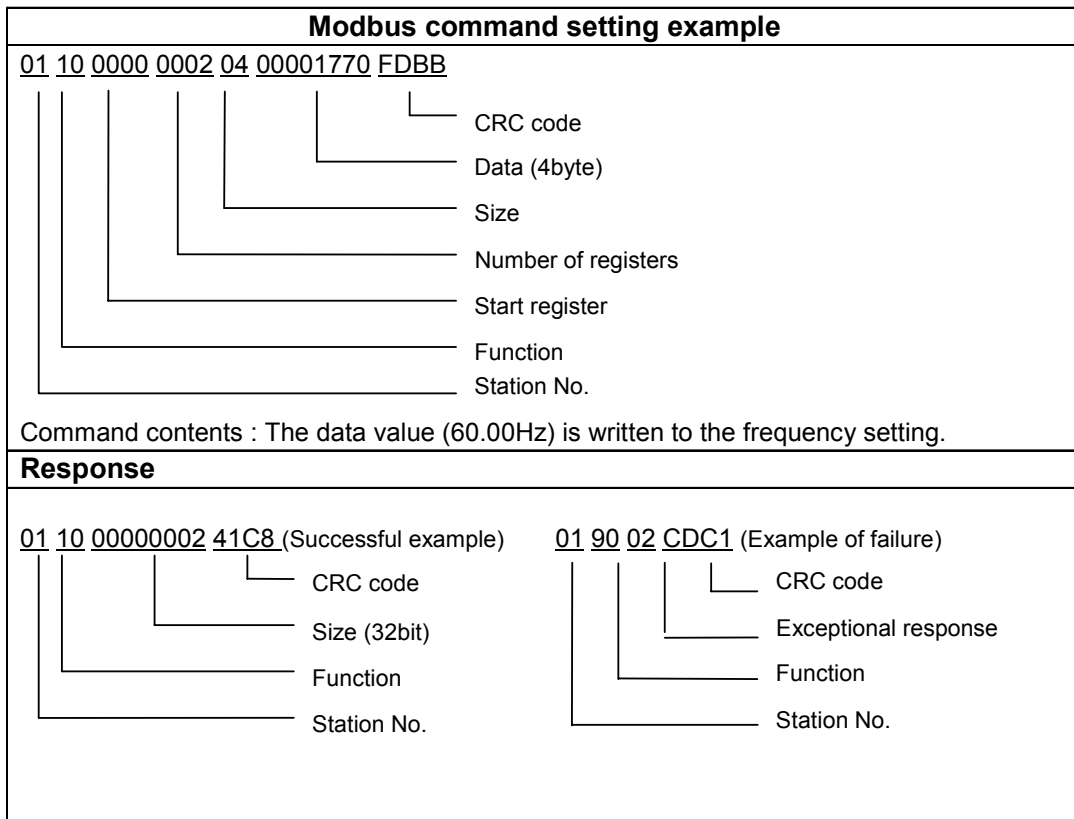 Modbus command setting example
01 10 0000 0002 04 00001770 FDBB
CRC code
Data (4byte)
Size
Number of registers
Start register
Function
Station No.
Command contents : The data value (60.00Hz) is written to the frequency setting.
Response
01 10 00000002 41C8 (Successful example)
CRC code
Size (32bit)
Function
Station No.
01 90 02 CDC1 (Example of failure)
CRC code
Exceptional response
Function
Station No.